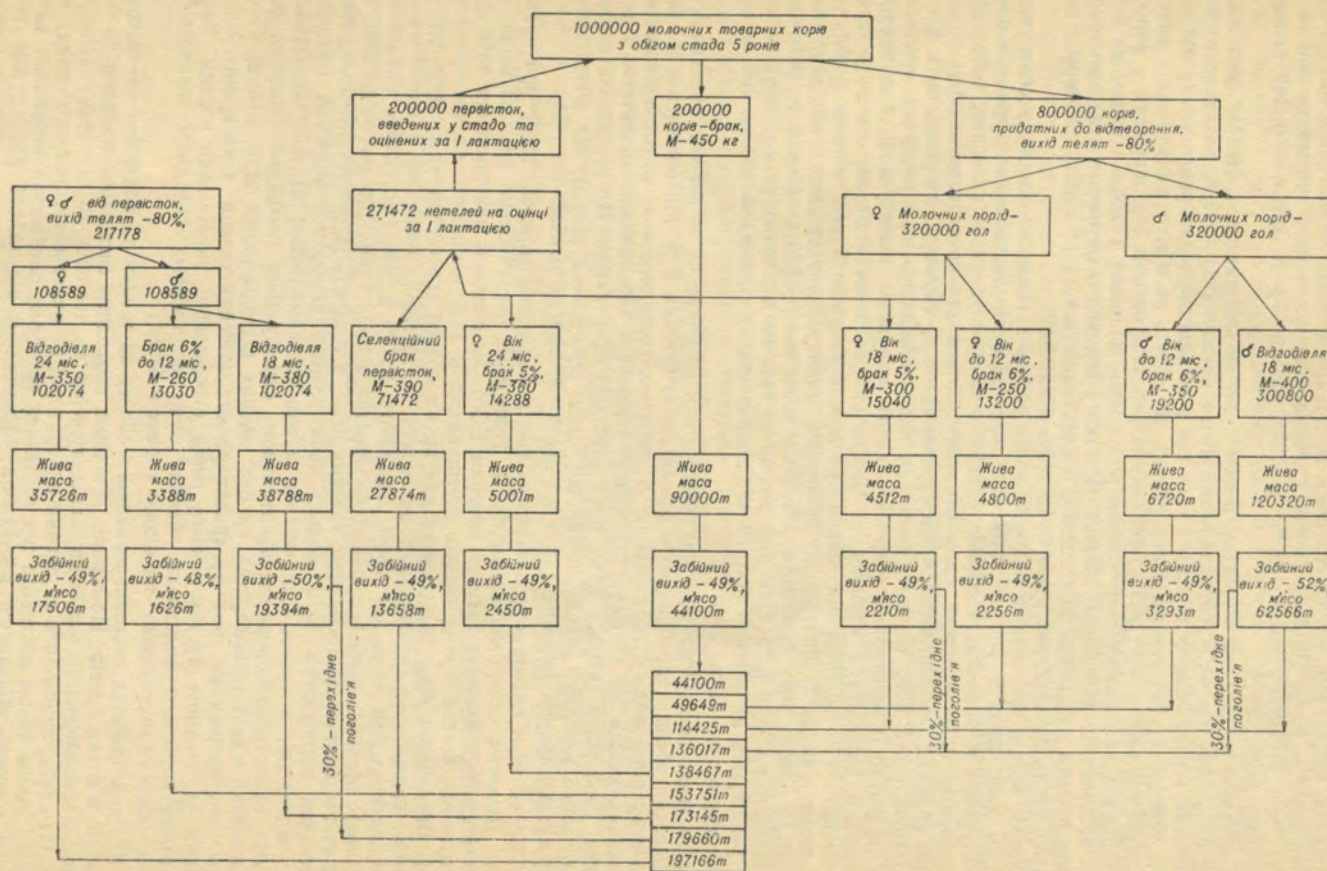 1000000 молочних товарних корів
з обігом стада 5 років
200000 первісток,
введених у стадо та
оцінених за I лактацією
200000
корів-брак,
М-450 кг
800000 корів,
придатних до відтворення,
вихід телят -80%
♀ ♂ від первісток,
вихід телят -80%,
217178
271472 нетелей на оцінці
за I лактацією
♀ Молочних порід-
320000 гол
♂ Молочних порід-
320000 гол
♀
108589
♂
108589
Відгодівля
24 міс,
М-350
102074
Брак 6%
до 12 міс,
М-260
13030
Відгодівля
18 міс,
М-380
102074
Селекційний
брак
первісток,
М-390
71472
♀ Вік
24 міс,
брак 5%,
М-360
14288
♀ Вік
18 міс,
брак 5%,
М-300
15040
♀ Вік
до 12 міс,
брак 6%,
М-250
13200
♂ Вік
до 12 міс,
брак 6%,
М-350
19200
♂ Відгодівля
18 міс,
М-400
300800
Жива
маса
35726т
Жива
маса
3388т
Жива
маса
38788т
Жива
маса
27874т
Жива
маса
5001т
Жива
маса
90000т
Жива
маса
4512т
Жива
маса
4800т
Жива
маса
6720т
Жива
маса
120320т
Забійний
вихід - 49%,
м'ясо
17506т
Забійний
вихід - 48%,
м'ясо
1626т
Забійний
вихід -50%,
м'ясо
19394т
Забійний
вихід -49%,
м'ясо
13658т
Забійний
вихід -49%,
м'ясо
2450т
Забійний
вихід -49%,
м'ясо
44100т
Забійний
вихід -49%,
м'ясо
2210т
Забійний
вихід -49%,
м'ясо
2256т
Забійний
вихід -49%,
м'ясо
3293т
Забійний
вихід - 52%,
м'ясо
62566т
30% - перехідне
поголів'я
30%-перехідне
поголів'я
30%-перехідне
поголів'я
44100т
49649т
114425т
136017т
138467т
153751т
173145т
179660т
197166т